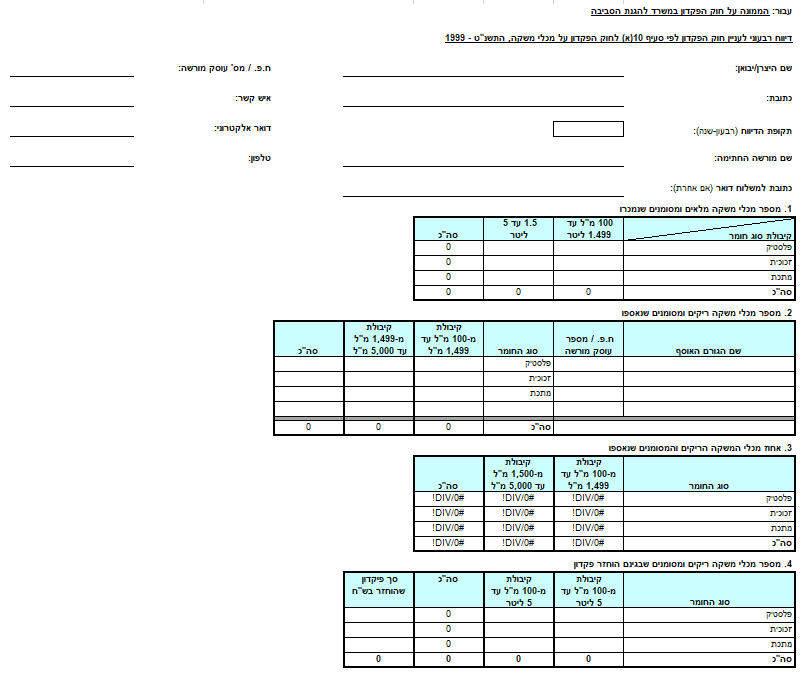 עבור: הממונה על חוק הפקדון במשרד להגנת הסביבה
דיווח רבעוני לעניין חוק הפקדון לפי סעיף 10(א) לחוק הפקדון על מכלי משקה, התשנ"ט - 1999
שם היצרן/יבואן: ח.פ. / מס' עוסק מורשה:
כתובת: איש קשר:
תקופת הדיווח (רבעון-שנה): דואר אלקטרוני:
שם מורשה החתימה: טלפון:
כתובת למשלוח דואר (אם אחרת):
1. מספר מכלי משקה מלאים ומסומנים שנמכרו
קיבולת סוג חומר 100 מ"ל עד 1.499 ליטר 1.5 עד 5 ליטר סה"כ
פלסטיק 0
זכוכית 0
מתכת 0
סה"כ 0 0 0
2. מספר מכלי משקה ריקים ומסומנים שנאספו
שם הגורם האוסף ח.פ. / מספר עוסק מורשה סוג החומר קיבולת מ-100 מ"ל עד 1,499 מ"ל קיבולת מ-1,499 מ"ל עד 5,000 מ"ל סה"כ
פלסטיק
זכוכית
מתכת
סה"כ 0 0 0
3. אחוז מכלי המשקה הריקים והמסומנים שנאספו
סוג החומר קיבולת מ-100 מ"ל עד 1,499 מ"ל קיבולת מ-1,500 מ"ל עד 5,000 מ"ל סה"כ
פלסטיק #DIV/0! #DIV/0! #DIV/0!
זכוכית #DIV/0! #DIV/0! #DIV/0!
מתכת #DIV/0! #DIV/0! #DIV/0!
סה"כ #DIV/0! #DIV/0! #DIV/0!
4. מספר מכלי משקה ריקים ומסומנים שבגינם הוחזר פקדון
סוג החומר קיבולת מ-100 מ"ל עד 5 ליטר קיבולת מ-100 מ"ל עד 5 ליטר סה"כ סך פיקדון שהוחזר בש"ח
פלסטיק 0
זכוכית 0
מתכת 0
סה"כ 0 0 0 0